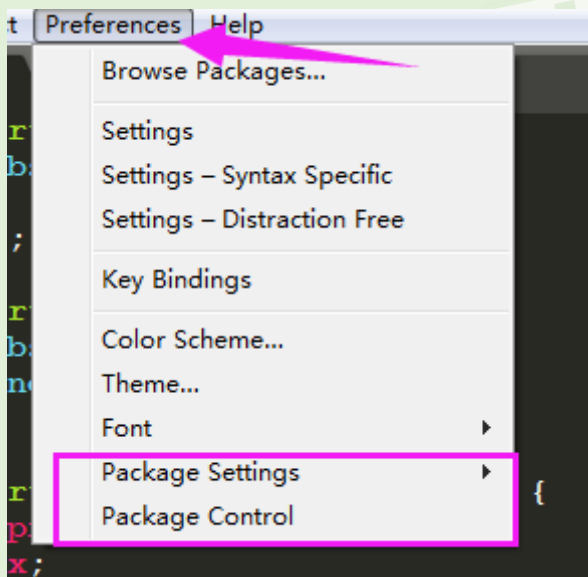 t Preferences Help
Browse Packages...
r
Settings
b
Settings – Syntax Specific
;
Settings – Distraction Free
Key Bindings
r
b
Color Scheme...
n
Theme...
Font
Package Settings
r
{
Package Control
p
x;